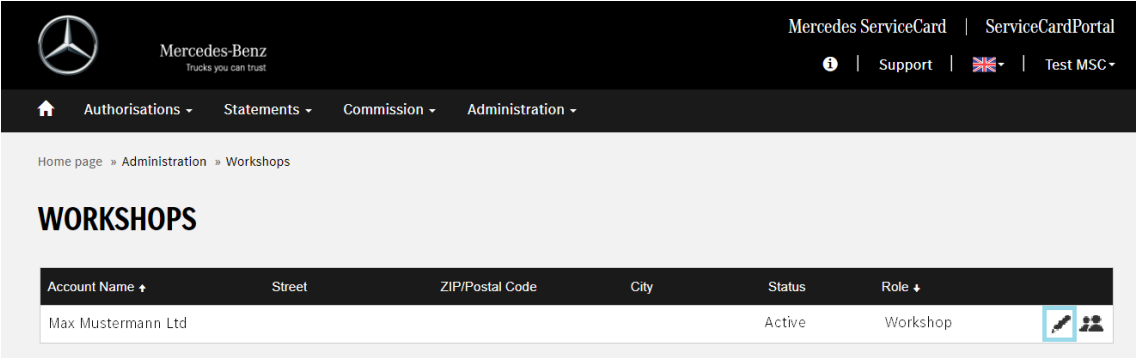 Mercedes ServiceCard | ServiceCardPortal
Mercedes-Benz
Trucks you can trust
Support | Test MSC
Authorisations Statements Commission Administration
Home page » Administration » Workshops
WORKSHOPS
Account Name Street ZIP/Postal Code City Status Role
Max Mustermann Ltd Active Workshop